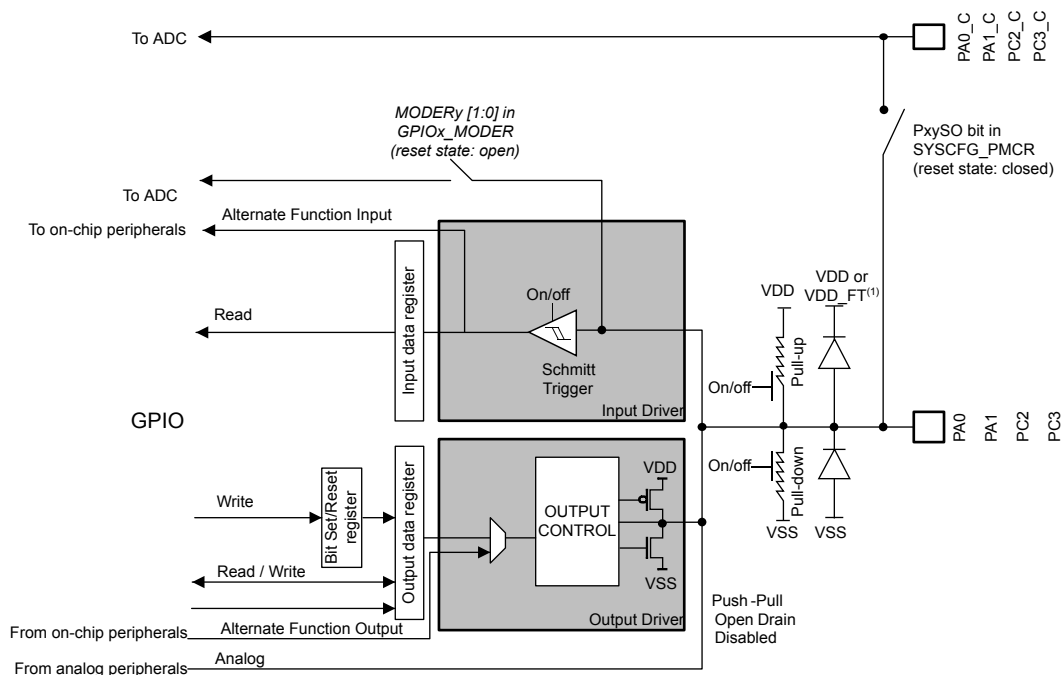 To ADC
PA0_C
PA1_C
PC2_C
PC3_C
MODERy [1:0] in
GPIOx_MODER
(reset state: open)
PxySO bit in
SYSCFG_PMCR
(reset state: closed)
To ADC
Alternate Function Input
To on-chip peripherals
Input data register
On/off
Read
Schmitt
Trigger
Input Driver
VDD
VDD or
VDD_FT(1)
Pull-up
On/off
GPIO
PA0
PA1
PC2
PC3
On/off
Pull-down
VSS
VSS
Write
Bit Set/Reset
register
Output data register
OUTPUT
CONTROL
VDD
VSS
Read / Write
Output Driver
Push -Pull
Open Drain
Disabled
From on-chip peripherals
Alternate Function Output
From analog peripherals
Analog